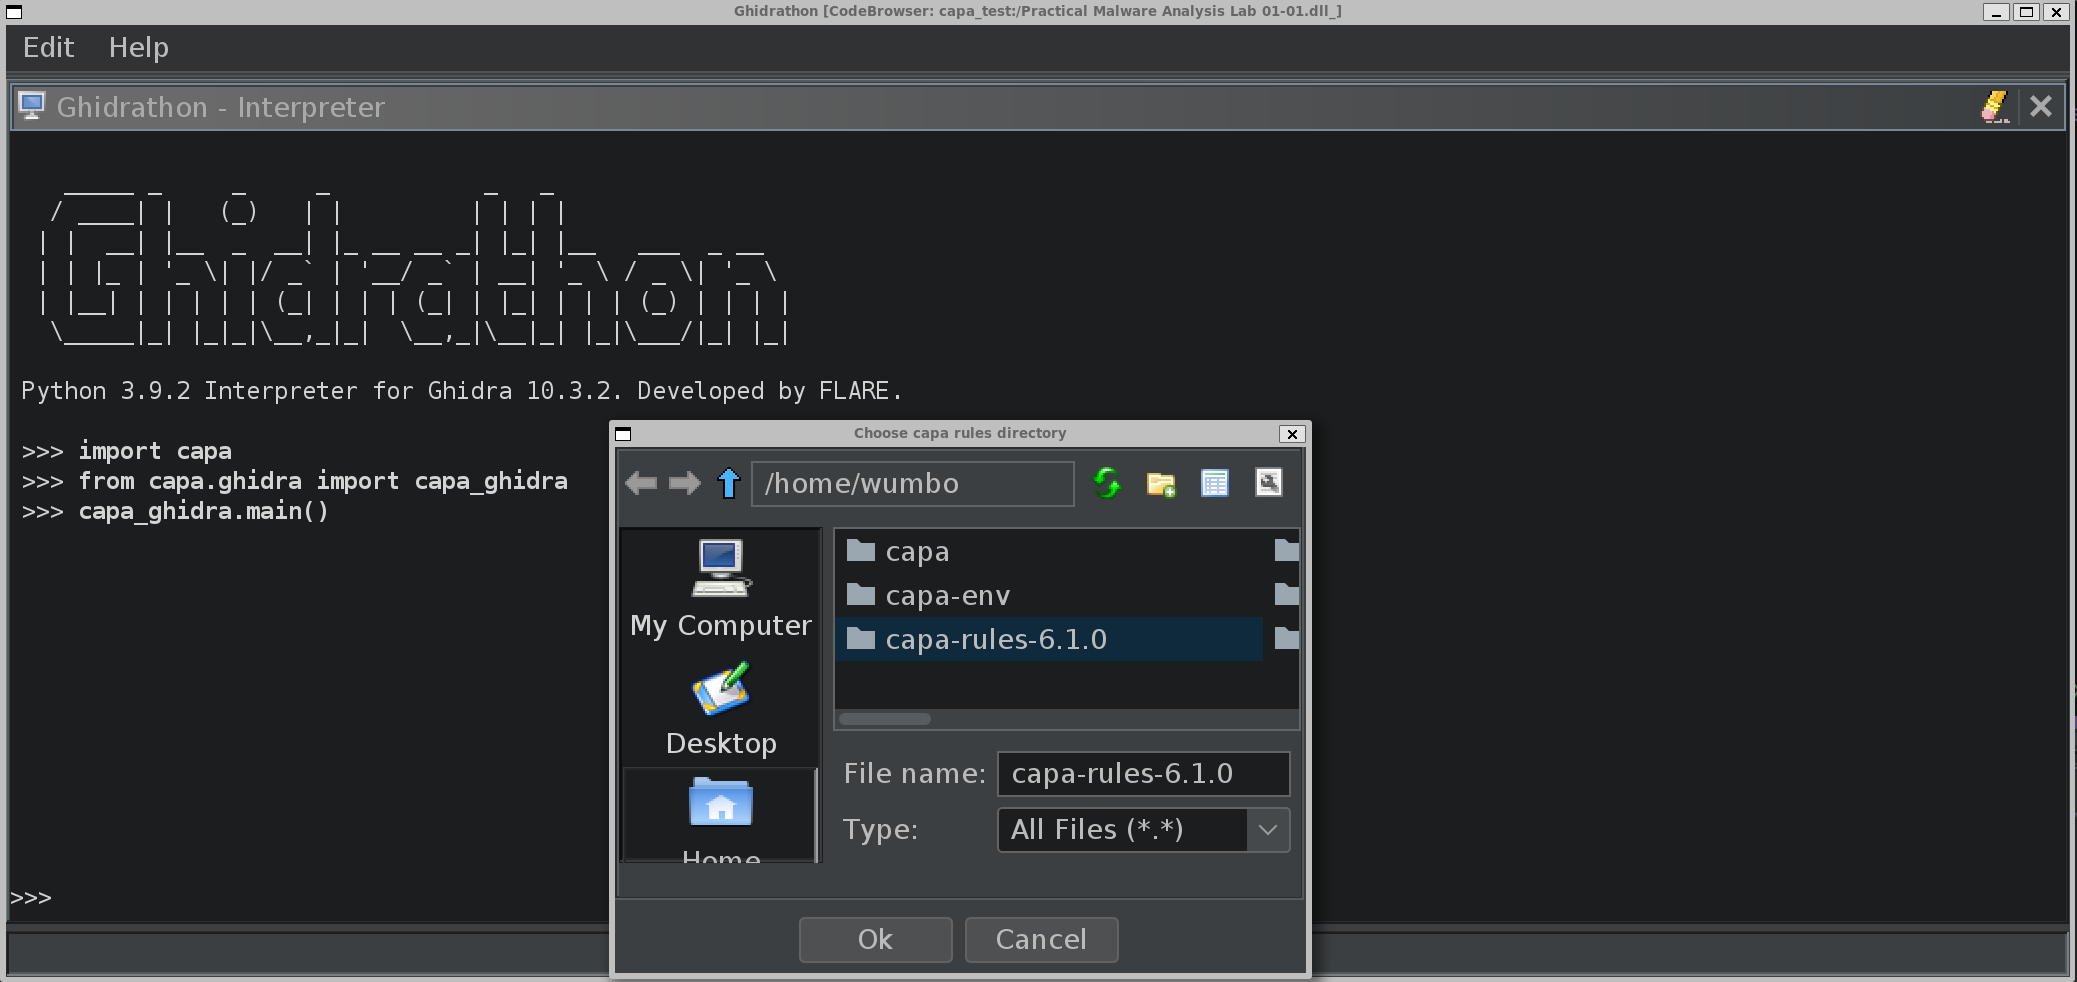 Ghidrathon [CodeBrowser: capa_test:/Practical Malware Analysis Lab 01-01.dll_]
Edit Help
Ghidrathon - Interpreter
Ghidrathon
Python 3.9.2 Interpreter for Ghidra 10.3.2. Developed by FLARE.
>>> import capa
>>> from capa.ghidra import capa_ghidra
>>> capa_ghidra.main()
>>>
Choose capa rules directory
/home/wumbo
My Computer
Desktop
Home
capa
capa-env
capa-rules-6.1.0
File name: capa-rules-6.1.0
Type: All Files (*.*)
Ok Cancel